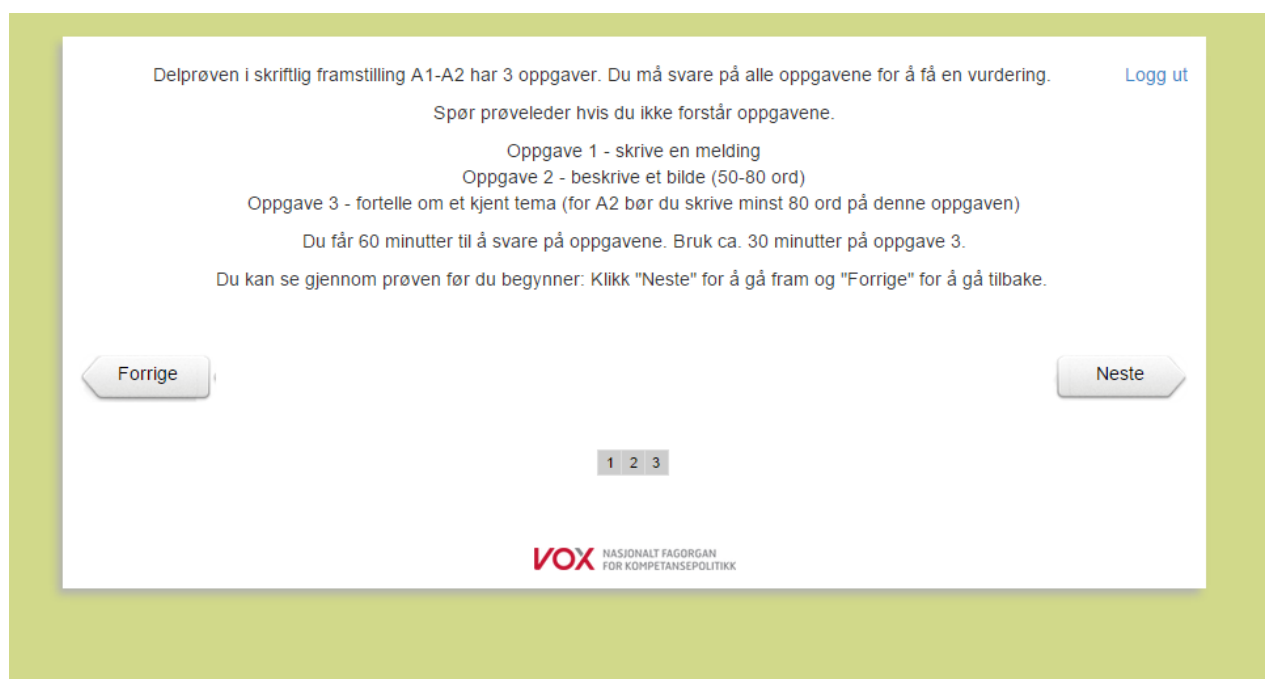 Delprøven i skriftlig framstilling A1-A2 har 3 oppgaver. Du må svare på alle oppgavene for å få en vurdering.
Logg ut
Spør prøveleder hvis du ikke forstår oppgavene.
Oppgave 1 - skrive en melding
Oppgave 2 - beskrive et bilde (50-80 ord)
Oppgave 3 - fortelle om et kjent tema (for A2 bør du skrive minst 80 ord på denne oppgaven)
Du får 60 minutter til å svare på oppgavene. Bruk ca. 30 minutter på oppgave 3.
Du kan se gjennom prøven før du begynner: Klikk "Neste" for å gå fram og "Forrige" for å gå tilbake.
Forrige
Neste
1 2 3
VOX NASJONALT FAGORGAN
FOR KOMPETANSEPOLITIKK